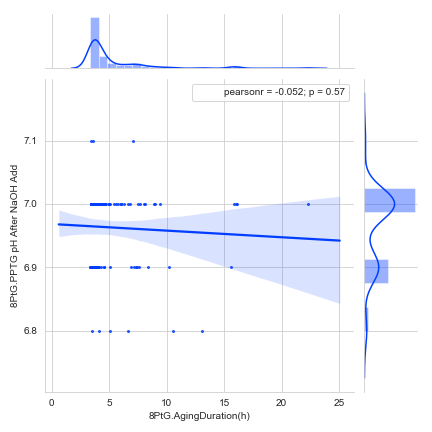 pearsonr = -0.052; p = 0.57
8PtG.PPTG pH After NaOH Add
7.1
7.0
6.9
6.8
0 5 10 15 20 25
8PtG.AgingDuration(h)